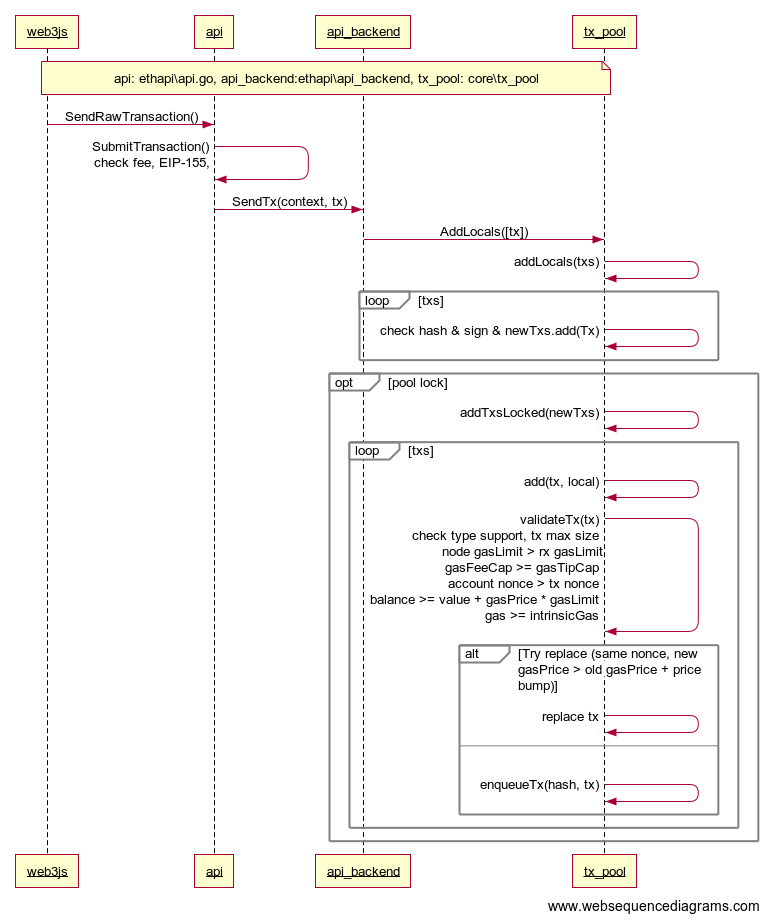 web3js api api_backend tx_pool
api: ethapi\api.go, api_backend:ethapi\api_backend, tx_pool: core\tx_pool
SendRawTransaction()
SubmitTransaction()
check fee, EIP-155,
SendTx(context, tx)
AddLocals([tx])
addLocals(txs)
loop [txs]
check hash & sign & newTxs.add(Tx)
opt [pool lock]
addTxsLocked(newTxs)
loop [txs]
add(tx, local)
validateTx(tx)
check type support, tx max size
node gasLimit > rx gasLimit
gasFeeCap >= gasTipCap
account nonce > tx nonce
balance >= value + gasPrice * gasLimit
gas >= intrinsicGas
alt [Try replace (same nonce, new
gasPrice > old gasPrice + price
bump)]
replace tx
enqueueTx(hash, tx)
web3js api api_backend tx_pool
www.websequencediagrams.com